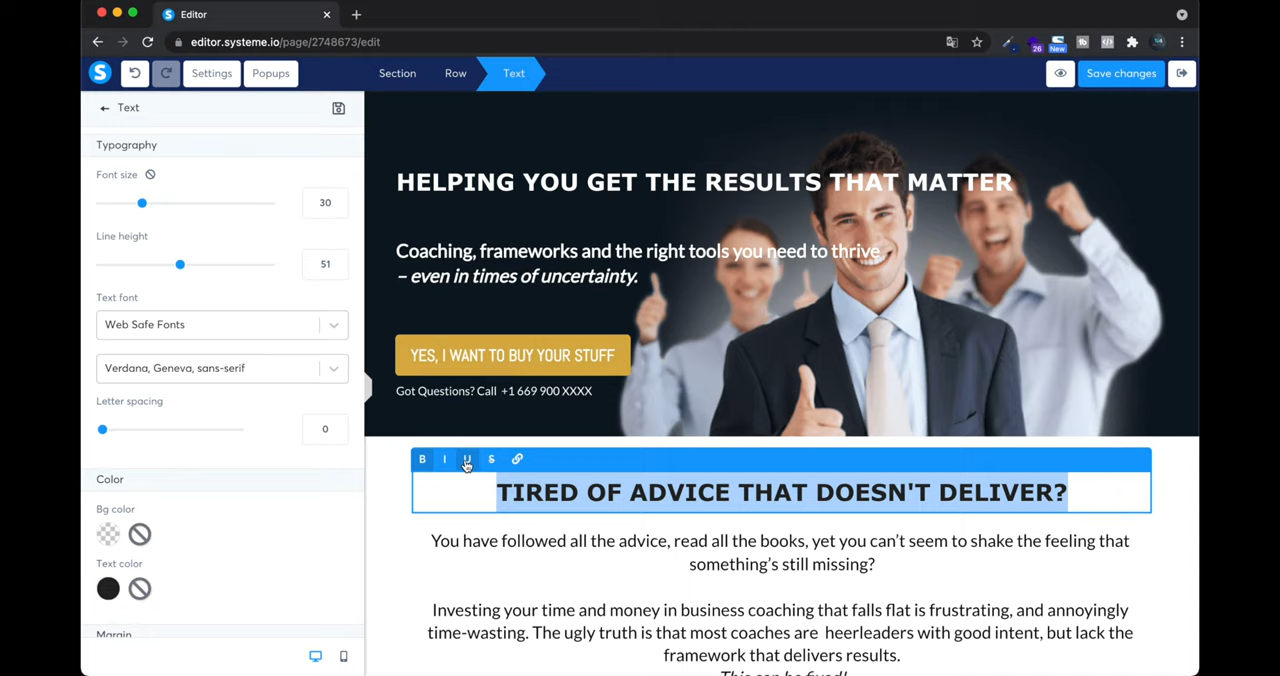 Editor
editor.systeme.io/page/2748673/edit
26
New
S
Settings
Popups
Section
Row
Text
Save changes
Text
Typography
Font size
30
Line height
51
Text font
Web Safe Fonts
Verdana, Geneva, sans-serif
Letter spacing
0
Color
Bg color
Text color
Margin
HELPING YOU GET THE RESULTS THAT MATTER
Coaching, frameworks and the right tools you need to thrive
– even in times of uncertainty.
YES, I WANT TO BUY YOUR STUFF
Got Questions? Call +1 669 900 XXXX
B I U S
TIRED OF ADVICE THAT DOESN'T DELIVER?
You have followed all the advice, read all the books, yet you can’t seem to shake the feeling that
something’s still missing?
Investing your time and money in business coaching that falls flat is frustrating, and annoyingly
time-wasting. The ugly truth is that most coaches are heerleaders with good intent, but lack the
framework that delivers results.
This can be fixed!